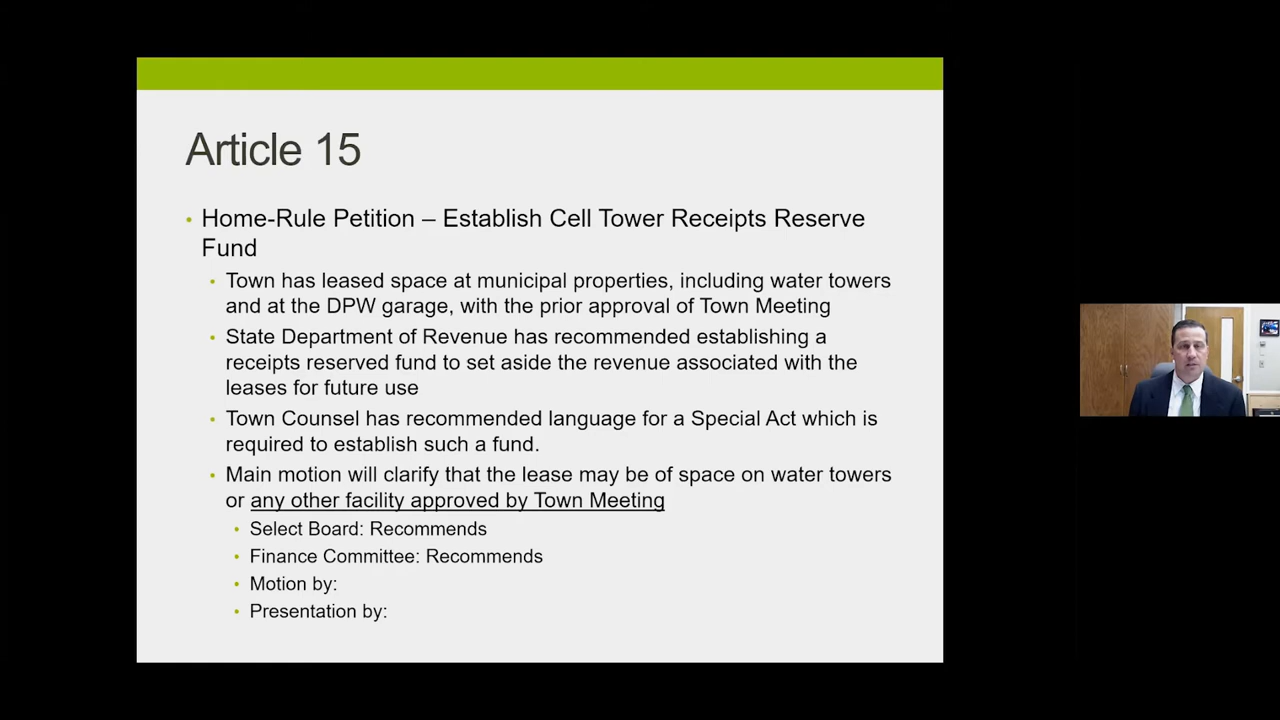 Article 15
• Home-Rule Petition – Establish Cell Tower Receipts Reserve
Fund
• Town has leased space at municipal properties, including water towers
and at the DPW garage, with the prior approval of Town Meeting
• State Department of Revenue has recommended establishing a
receipts reserved fund to set aside the revenue associated with the
leases for future use
• Town Counsel has recommended language for a Special Act which is
required to establish such a fund.
• Main motion will clarify that the lease may be of space on water towers
or any other facility approved by Town Meeting
• Select Board: Recommends
• Finance Committee: Recommends
• Motion by:
• Presentation by: